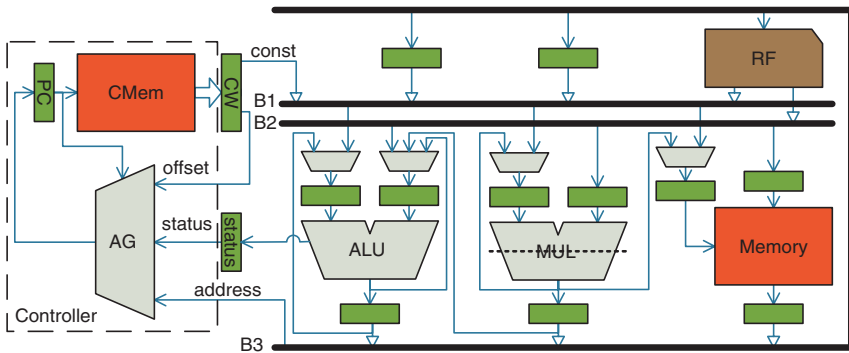 const
RF
PC
CMem
CW
B1
B2
offset
status
status
AG
ALU
MUL
Memory
address
Controller
B3